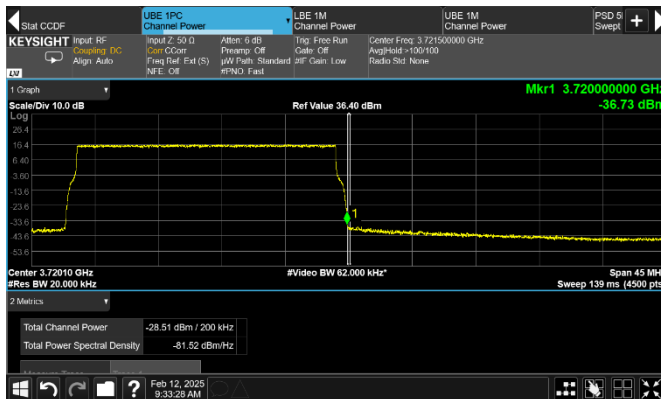 Stat CCDF
UBE 1PC
Channel Power
LBE 1M
Channel Power
UBE 1M
Channel Power
PSD 5
Swept
KEYSIGHT
Input: RF
Coupling: DC
Align: Auto
Input Z: 50 Ω
Corr CCorr
Freq Ref: Ext (S)
NFE: Off
Atten: 6 dB
Preamp: Off
µW Path: Standard
#PNO: Fast
Trig: Free Run
Gate: Off
#IF Gain: Low
Center Freq: 3.721500000 GHz
Avg|Hold:>100/100
Radio Std: None
LXI
1 Graph
Scale/Div 10.0 dB
Ref Value 36.40 dBm
Mkr1 3.720000000 GHz
-36.73 dBm
Log
26.4
16.4
6.40
-3.60
-13.6
-23.6
-33.6
-43.6
-53.6
1
Center 3.72010 GHz
#Res BW 20.000 kHz
#Video BW 62.000 kHz*
Span 45 MH
Sweep 139 ms (4500 pts
2 Metrics
Total Channel Power
-28.51 dBm / 200 kHz
Total Power Spectral Density
-81.52 dBm/Hz
?
Feb 12, 2025
9:33:28 AM